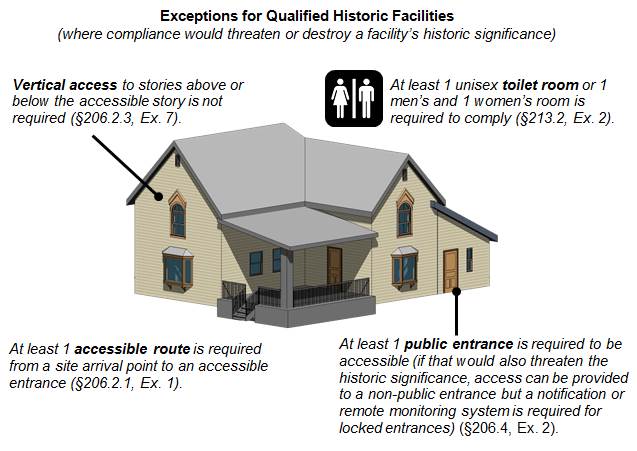 Exceptions for Qualified Historic Facilities
(where compliance would threaten or destroy a facility's historic significance)
Vertical access to stories above or
below the accessible story is not
required (§206.2.3, Ex. 7).
At least 1 unisex toilet room or 1
men's and 1 women's room is
required to comply (§213.2, Ex. 2).
At least 1 accessible route is required
from a site arrival point to an accessible
entrance (§206.2.1, Ex. 1).
At least 1 public entrance is required to be
accessible (if that would also threaten the
historic significance, access can be provided
to a non-public entrance but a notification or
remote monitoring system is required for
locked entrances) (§206.4, Ex. 2).